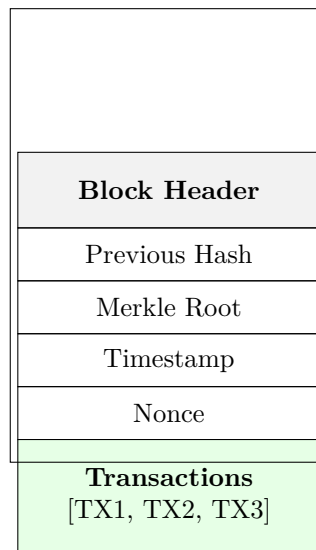 Block Header
Previous Hash
Merkle Root
Timestamp
Nonce
Transactions
[TX1, TX2, TX3]